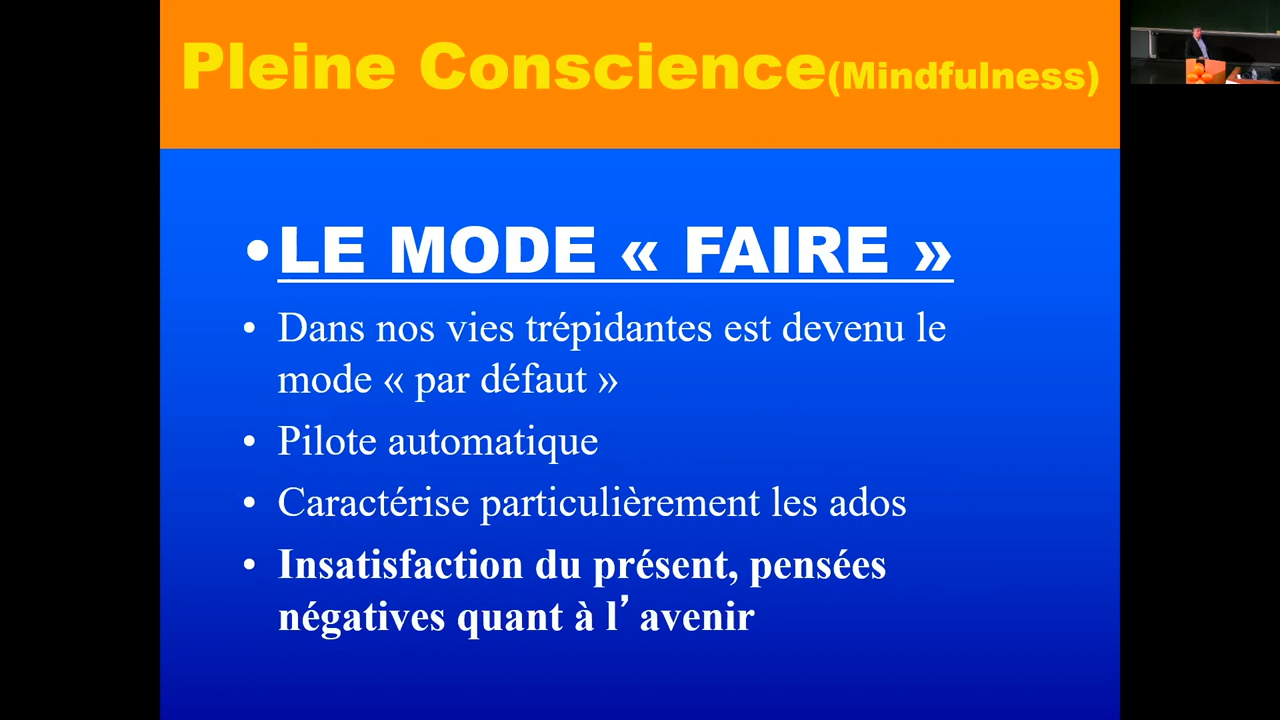 Pleine Conscience(Mindfulness)
•LE MODE « FAIRE »
• Dans nos vies trépidantes est devenu le
mode « par défaut »
• Pilote automatique
• Caractérise particulièrement les ados
• Insatisfaction du présent, pensées
négatives quant à l’ avenir